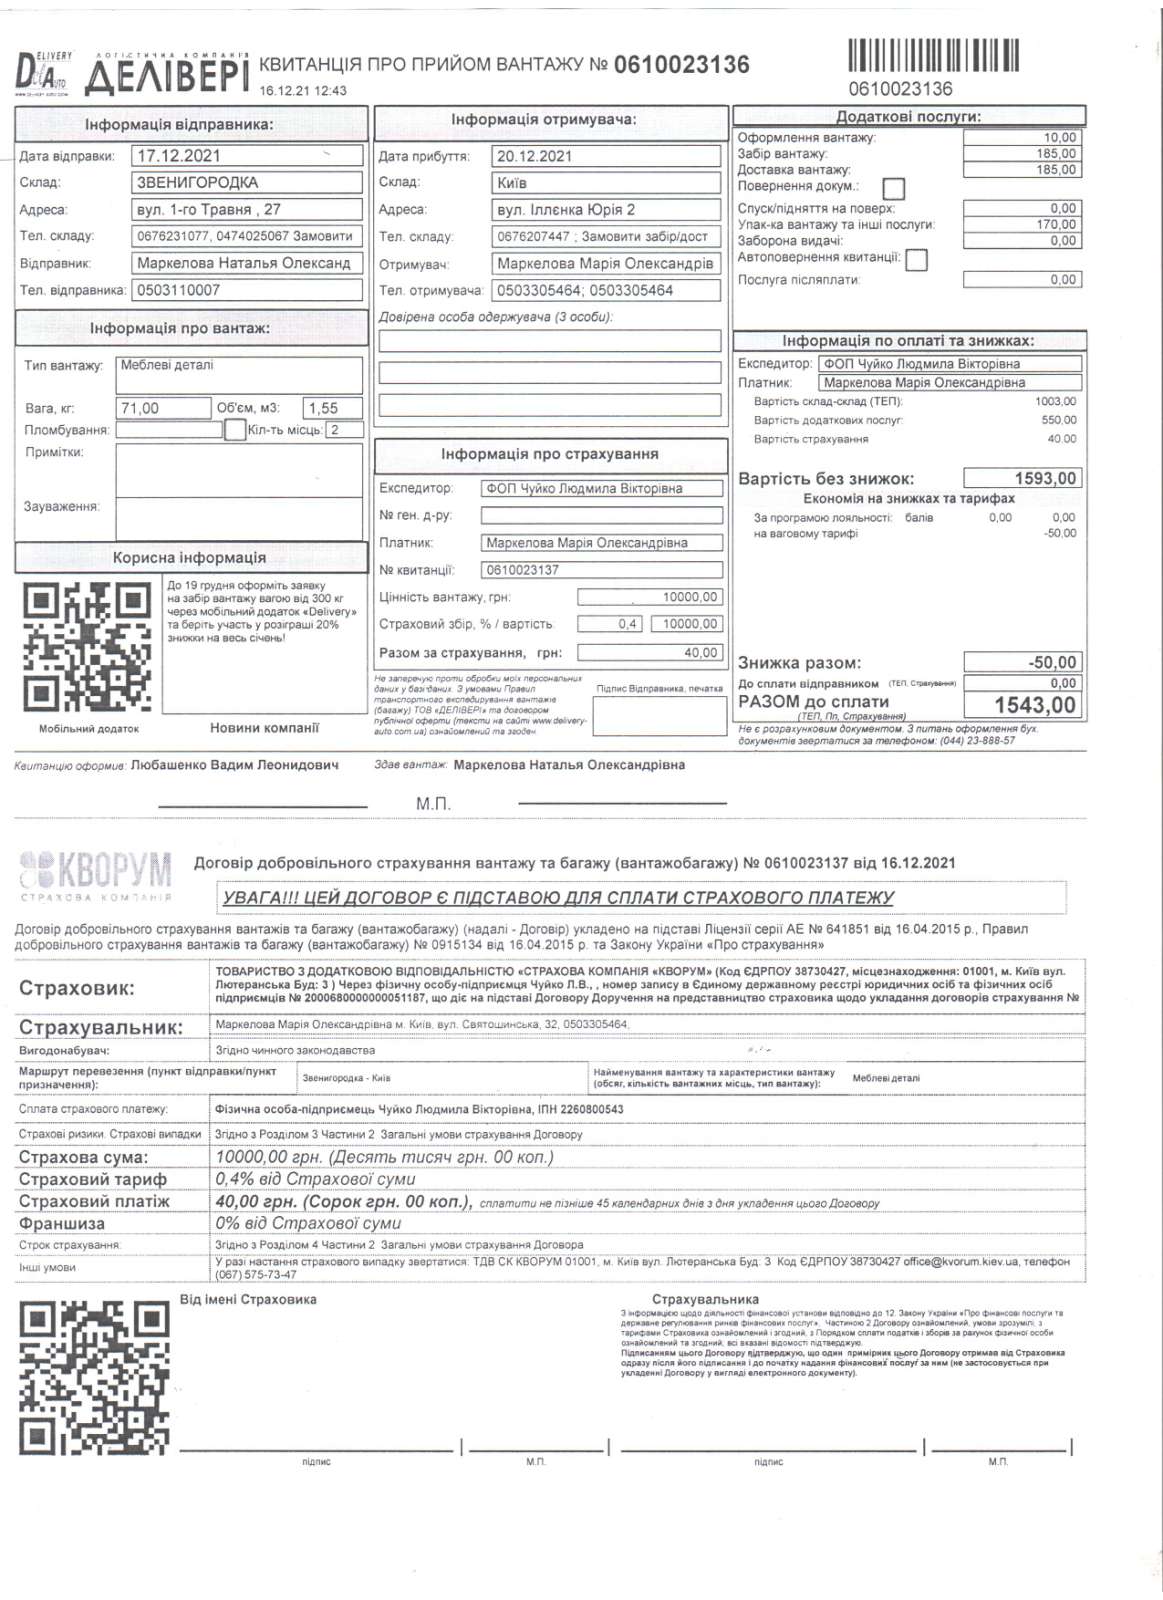 DELIVERY
DelAuto
ЛОГІСТИЧНА КОМПАНІЯ
ДЕЛІВЕРІ
КВИТАНЦІЯ ПРО ПРИЙОМ ВАНТАЖУ № 0610023136
16.12.21 12:43
0610023136
Інформація відправника:
Дата відправки: 17.12.2021
Склад: ЗВЕНИГОРОДКА
Адреса: вул. 1-го Травня , 27
Тел. складу: 0676231077, 0474025067 Замовити
Відправник: Маркелова Наталья Олександ
Тел. відправника: 0503110007
Інформація про вантаж:
Тип вантажу: Меблеві деталі
Вага, кг: 71,00 Об'єм, м3: 1,55
Пломбування: Кіл-ть місць: 2
Примітки:
Зауваження:
Корисна інформація
До 19 грудня оформіть заявку
на забір вантажу вагою від 300 кг
через мобільний додаток «Delivery»
та беріть участь у розіграші 20%
знижки на весь січень!
Мобільний додаток Новини компанії
Інформація отримувача:
Дата прибуття: 20.12.2021
Склад: Київ
Адреса: вул. Іллєнка Юрія 2
Тел. складу: 0676207447 ; Замовити забір/дост
Отримувач: Маркелова Марія Олександрів
Тел. отримувача: 0503305464; 0503305464
Довірена особа одержувача (3 особи):
Інформація про страхування
Експедитор: ФОП Чуйко Людмила Вікторівна
№ ген. д-ру:
Платник: Маркелова Марія Олександрівна
№ квитанції: 0610023137
Цінність вантажу, грн: 10000,00
Страховий збір, % / вартість: 0,4 10000,00
Разом за страхування, грн: 40,00
Не заперечую проти обробки моїх персональних
даних у базі даних. З умовами Правил
транспортного експедирування вантажів
(багажу) ТОВ «ДЕЛІВЕРІ» та договором
публічної оферти (тексти на сайті www.delivery-
auto.com.ua) ознайомлений та згоден
Підпис Відправника, печатка
Додаткові послуги:
Оформлення вантажу: 10,00
Забір вантажу: 185,00
Доставка вантажу: 185,00
Повернення докум.:
Спуск/підняття на поверх: 0,00
Упак-ка вантажу та інші послуги: 170,00
Заборона видачі: 0,00
Автоповернення квитанції:
Послуга післяплати: 0,00
Інформація по оплаті та знижках:
Експедитор: ФОП Чуйко Людмила Вікторівна
Платник: Маркелова Марія Олександрівна
Вартість склад-склад (ТЕП): 1003,00
Вартість додаткових послуг: 550,00
Вартість страхування 40.00
Вартість без знижок: 1593,00
Економія на знижках та тарифах
За програмою лояльності: балів 0,00 0,00
на ваговому тарифі -50,00
Знижка разом: -50,00
До сплати відправником (ТЕП, Страхування) 0,00
РАЗОМ до сплати 1543,00
(ТЕП, Пл, Страхування)
Не є розрахунковим документом. З питань оформлення бух.
документів звертатися за телефоном: (044) 23-888-57
Квитанцію оформив: Любашенко Вадим Леонидович Здав вантаж: Маркелова Наталья Олександрівна
М.П.
КВОРУМ
СТРАХОВА КОМПАНІЯ
Договір добровільного страхування вантажу та багажу (вантажобагажу) № 0610023137 від 16.12.2021
УВАГА!!! ЦЕЙ ДОГОВОР Є ПІДСТАВОЮ ДЛЯ СПЛАТИ СТРАХОВОГО ПЛАТЕЖУ
Договір добровільного страхування вантажів та багажу (вантажобагажу) (надалі - Договір) укладено на підставі Ліцензії серії АЕ № 641851 від 16.04.2015 р., Правил
добровільного страхування вантажів та багажу (вантажобагажу) № 0915134 від 16.04.2015 р. та Закону України «Про страхування»
Страховик:
ТОВАРИСТВО З ДОДАТКОВОЮ ВІДПОВІДАЛЬНІСТЮ «СТРАХОВА КОМПАНІЯ «КВОРУМ» (Код ЄДРПОУ 38730427, місцезнаходження: 01001, м. Київ вул.
Лютеранська Буд: 3 ) Через фізичну особу-підприємця Чуйко Л.В., , номер запису в Єдиному державному реєстрі юридичних осіб та фізичних осіб
підприємців № 2000680000000051187, що діє на підставі Договору Доручення на представництво страховика щодо укладання договорів страхування №
Страхувальник: Маркелова Марія Олександрівна м. Київ, вул. Святошинська, 32, 0503305464,
Вигодонабувач: Згідно чинного законодавства
Маршрут перевезення (пункт відправки/пункт
призначення):
Звенигородка - Київ
Найменування вантажу та характеристики вантажу
(обсяг, кількість вантажних місць, тип вантажу):
Меблеві деталі
Сплата страхового платежу: Фізична особа-підприємець Чуйко Людмила Вікторівна, ІПН 2260800543
Страхові ризики. Страхові випадки Згідно з Розділом 3 Частини 2 Загальні умови страхування Договору
Страхова сума: 10000,00 грн. (Десять тисяч грн. 00 коп.)
Страховий тариф 0,4% від Страхової суми
Страховий платіж 40,00 грн. (Сорок грн. 00 коп.), сплатити не пізніше 45 календарних днів з дня укладення цього Договору
Франшиза 0% від Страхової суми
Строк страхування: Згідно з Розділом 4 Частини 2 Загальні умови страхування Договора
Інші умови
У разі настання страхового випадку звертатися: ТДВ СК КВОРУМ 01001, м. Київ вул. Лютеранська Буд: 3 Код ЄДРПОУ 38730427 office@kvorum.kiev.ua, телефон
(067) 575-73-47
Від імені Страховика
Страхувальника
З інформацією щодо діяльності фінансової установи відповідно до 12. Закону України «Про фінансові послуги та
державне регулювання ринків фінансових послуг», Частиною 2 Договору ознайомлений, умови зрозумілі, з
тарифами Страховика ознайомлений і згодний, з Порядком сплати податків і зборів за рахунок фізичної особи
ознайомлений та згодний, всі вказані відомості підтверджую.
Підписанням цього Договору підтверджую, що один примірник цього Договору отримав від Страховика
одразу після його підписання і до початку надання фінансової послуг за ним (не застосовується при
укладенні Договору у вигляді електронного документу).
підпис М.П. підпис М.П.